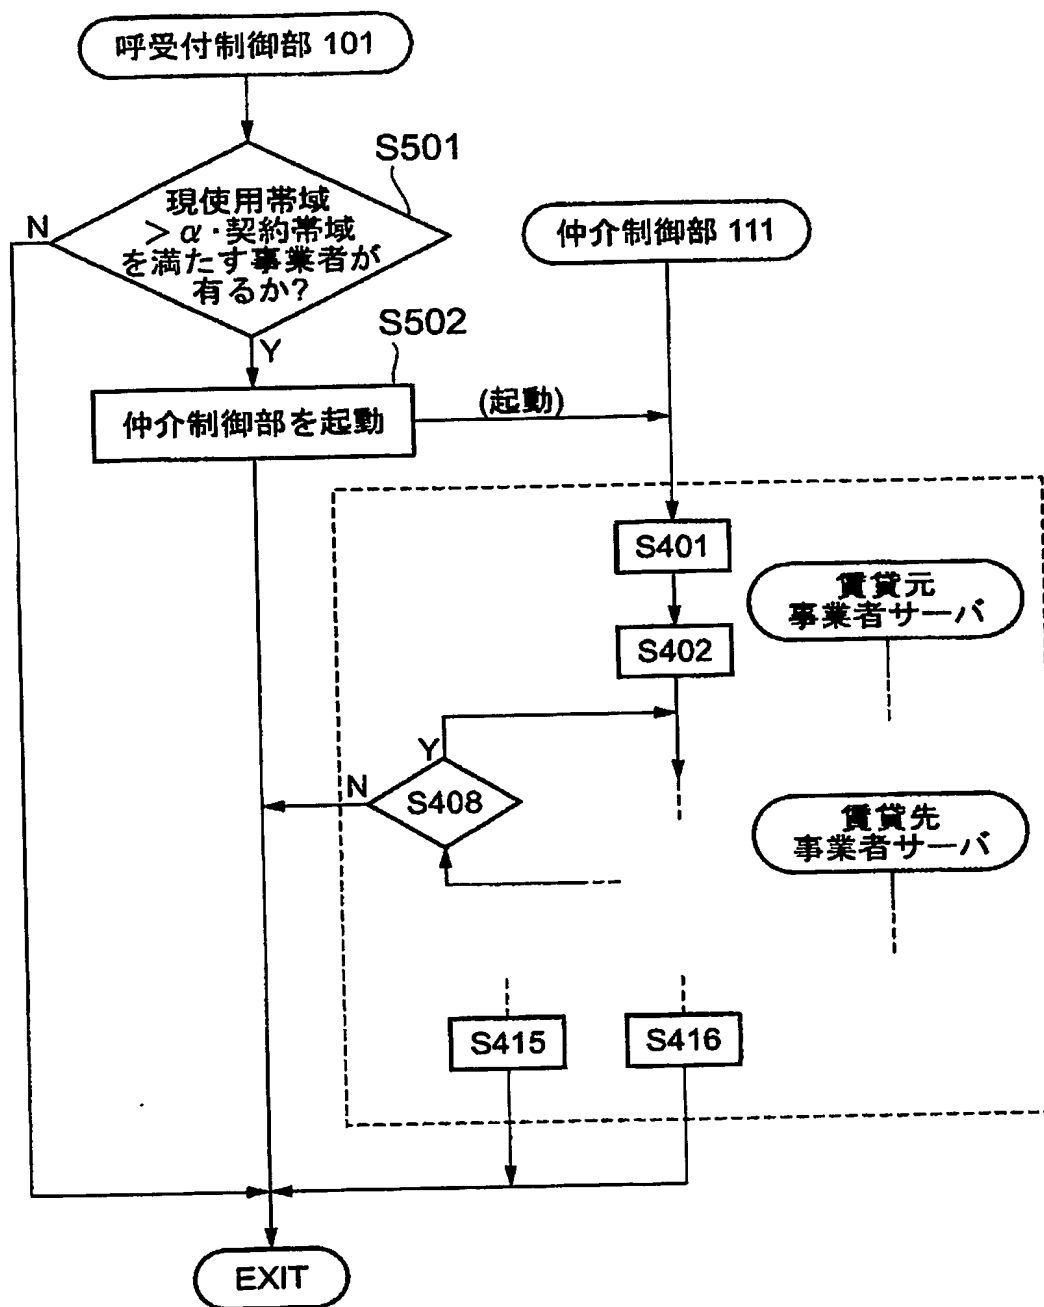 呼受付制御部 101
S501
現使用帯域
＞α・契約帯域
を満たす事業者が
有るか?
N
Y
仲介制御部 111
S502
仲介制御部を起動
(起動)
S401
S402
賃貸元
事業者サーバ
Y
N
S408
賃貸先
事業者サーバ
S415
S416
EXIT